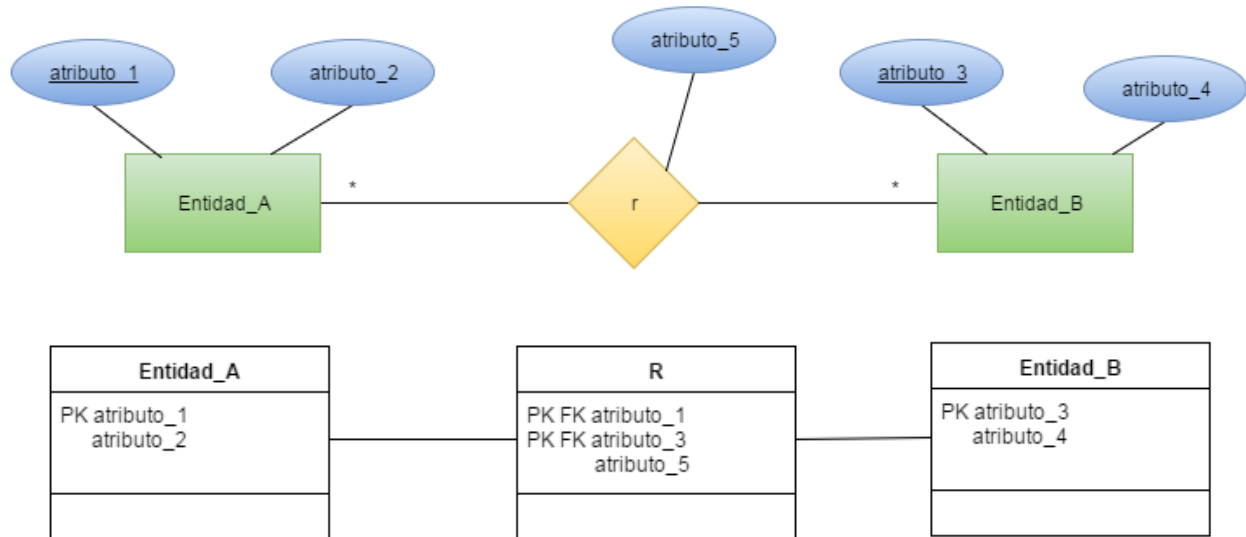 atributo_1
atributo_2
atributo_5
atributo_3
atributo_4
Entidad_A
*
r
*
Entidad_B
Entidad_A
PK atributo_1
atributo_2
R
PK FK atributo_1
PK FK atributo_3
atributo_5
Entidad_B
PK atributo_3
atributo_4